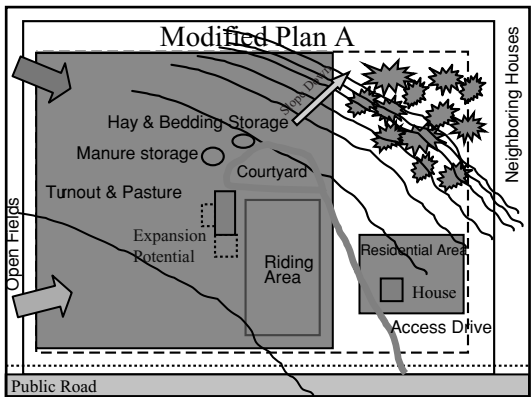 Modified Plan A
Slope Down
Neighboring Houses
Hay & Bedding Storage
Manure storage
Courtyard
Turnout & Pasture
Expansion
Potential
Open Fields
Riding
Area
Residential Area
House
Access Drive
Public Road